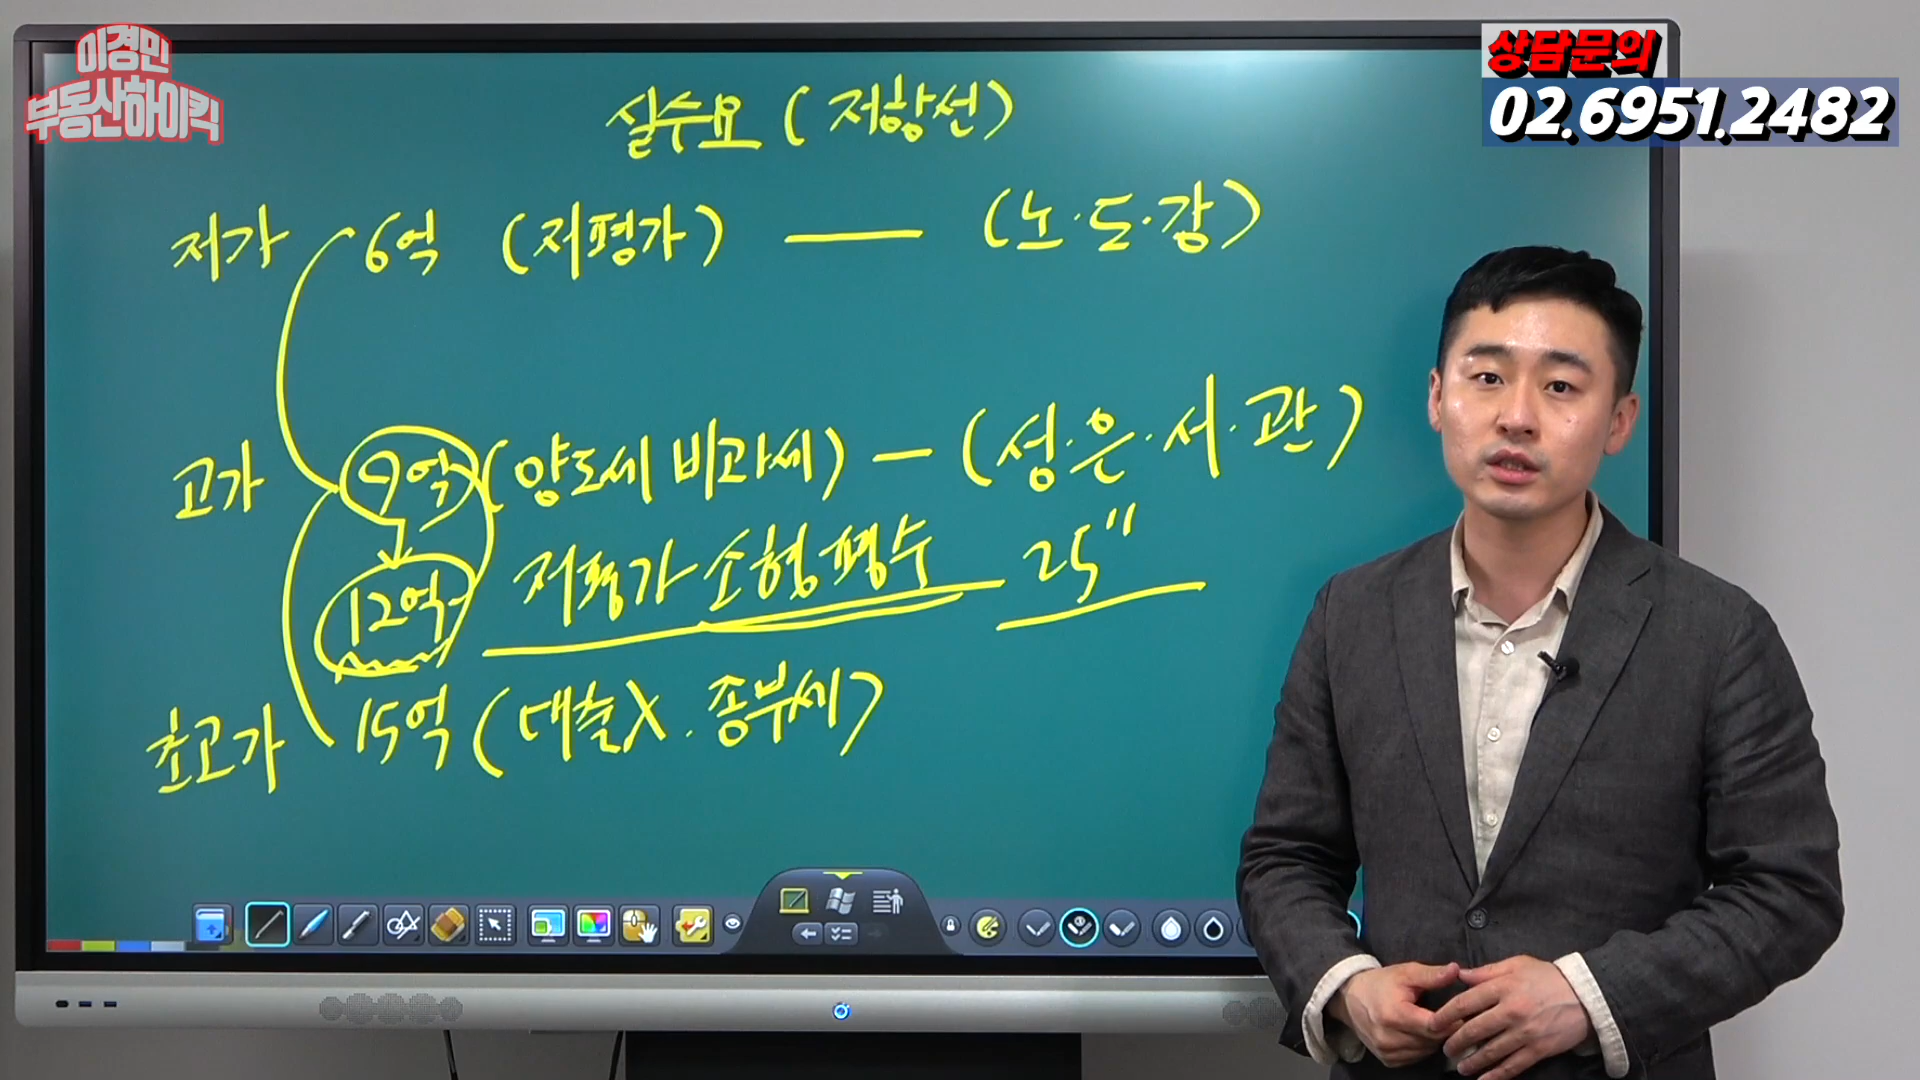 이경민
부동산하이킥
상담문의
02.6951.2482
실수요 (저항선)
저가 6억 (저평가) — (노·도·강)
고가 9억 (양도세 비과세) — (성·은·서·관)
12억 저평가 소형평수 25"
초고가 15억 (대출X. 종부세)